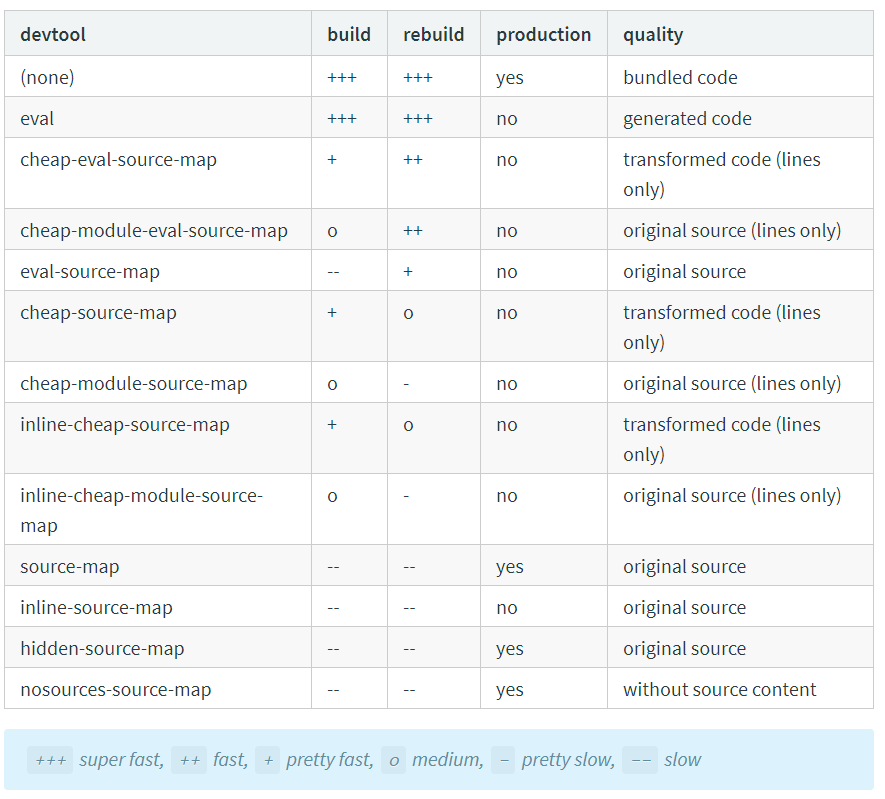 devtool build rebuild production quality
(none) +++ +++ yes bundled code
eval +++ +++ no generated code
cheap-eval-source-map + ++ no transformed code (lines
only)
cheap-module-eval-source-map o ++ no original source (lines only)
eval-source-map -- + no original source
cheap-source-map + o no transformed code (lines
only)
cheap-module-source-map o - no original source (lines only)
inline-cheap-source-map + o no transformed code (lines
only)
inline-cheap-module-source- o - no original source (lines only)
map
source-map -- -- yes original source
inline-source-map -- -- no original source
hidden-source-map -- -- yes original source
nosources-source-map -- -- yes without source content
+++ super fast, ++ fast, + pretty fast, o medium, - pretty slow, -- slow